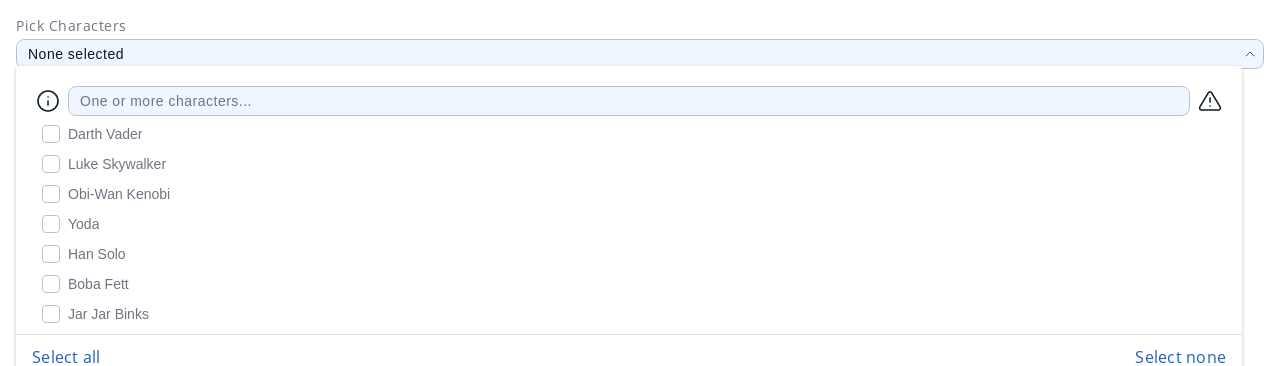 Pick Characters
None selected
One or more characters...
Darth Vader
Luke Skywalker
Obi-Wan Kenobi
Yoda
Han Solo
Boba Fett
Jar Jar Binks
Select all
Select none